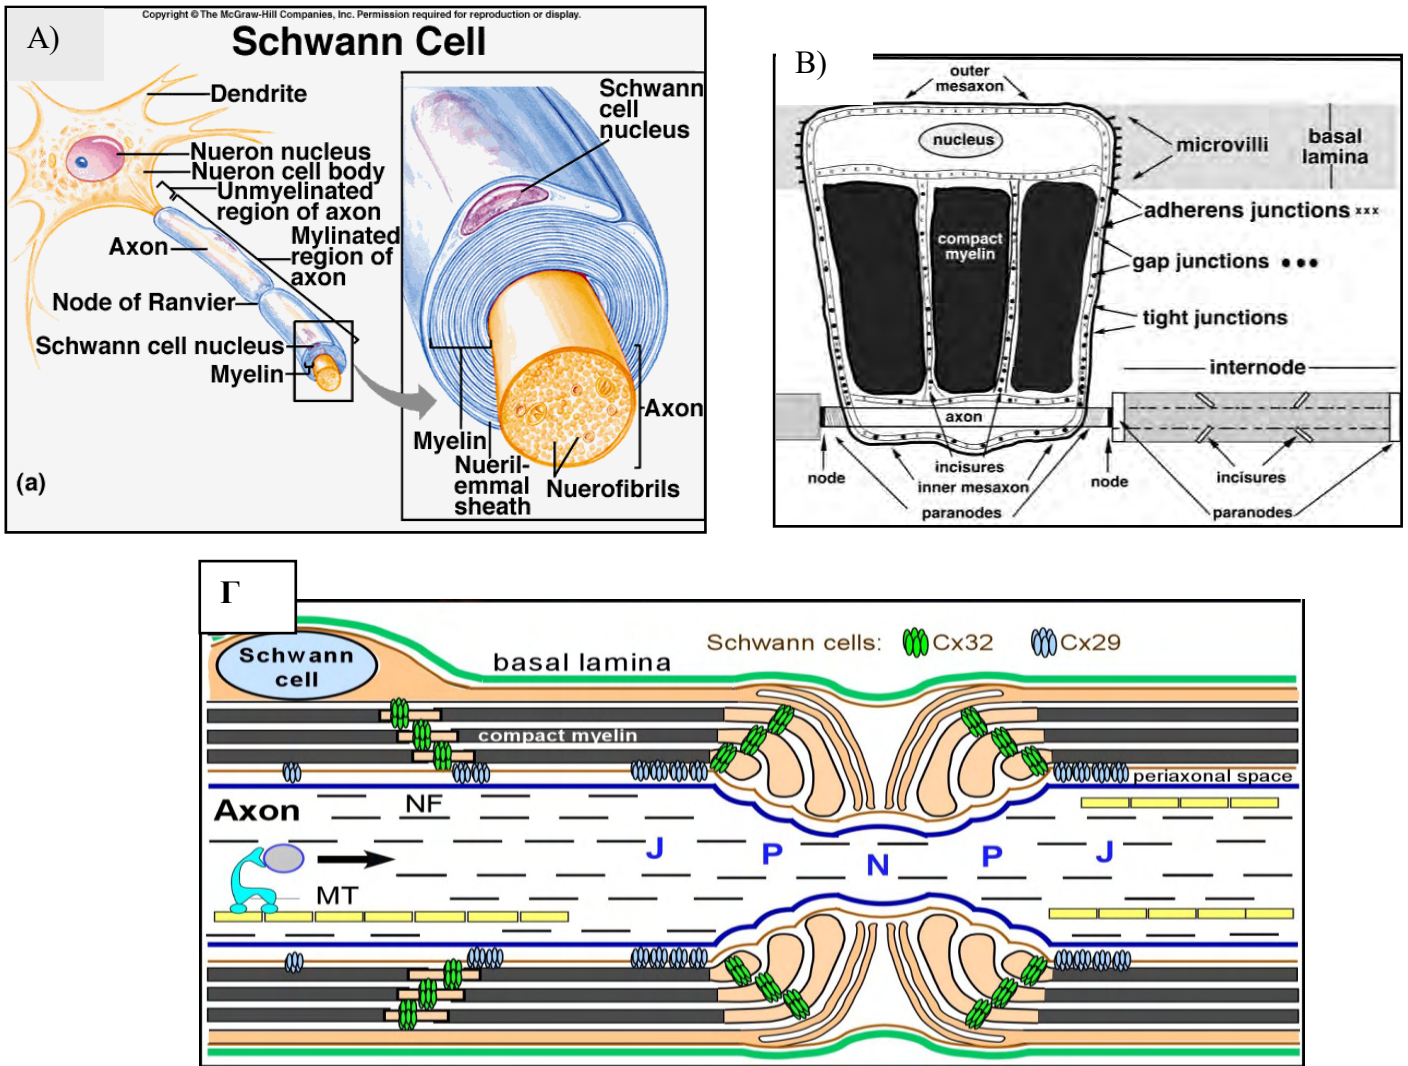 Copyright © The McGraw-Hill Companies, Inc. Permission required for reproduction or display.
A)
Schwann Cell
Dendrite
Nueron nucleus
Nueron cell body
Unmyelinated
region of axon
Mylinated
region of
axon
Axon
Node of Ranvier
Schwann cell nucleus
Myelin
(a)
Schwann
cell
nucleus
Axon
Myelin
Nueril-
emmal
sheath
Nuerofibrils
B)
outer
mesaxon
nucleus
microvilli
basal
lamina
adherens junctions xxx
compact
myelin
gap junctions •••
tight junctions
internode
axon
node
incisures
inner mesaxon
paranodes
node
incisures
paranodes
Γ
Schwann
cell
basal lamina
Schwann cells:
Cx32
Cx29
compact myelin
periaxonal space
Axon
NF
J
P
N
P
J
MT